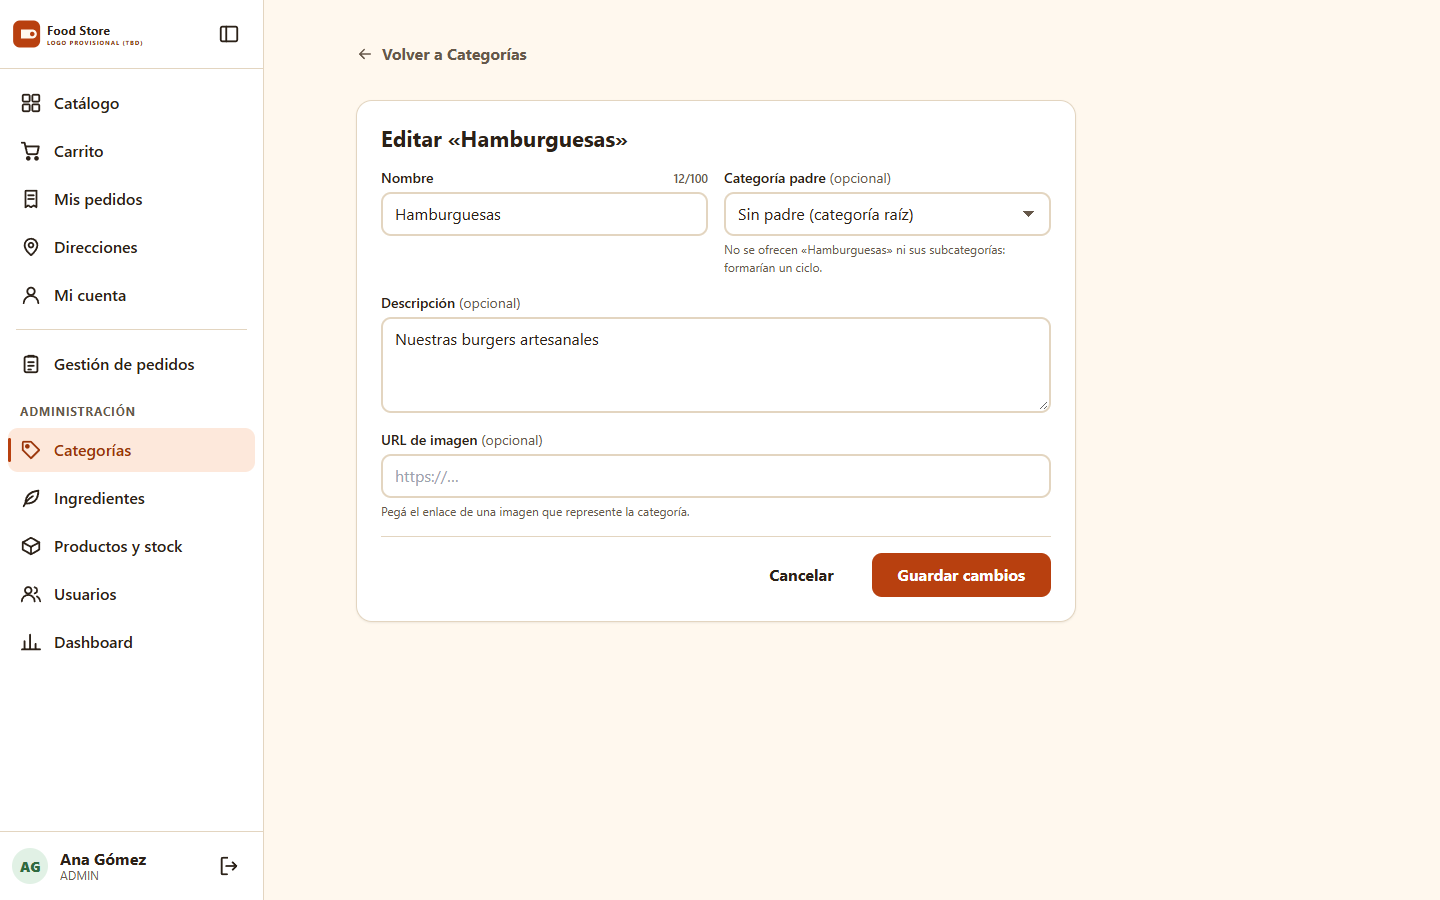 Food Store
LOGO PROVISIONAL (TBD)
Catálogo
Carrito
Mis pedidos
Direcciones
Mi cuenta
Gestión de pedidos
ADMINISTRACIÓN
Categorías
Ingredientes
Productos y stock
Usuarios
Dashboard
AG
Ana Gómez
ADMIN
← Volver a Categorías
Editar «Hamburguesas»
Nombre 12/100
Hamburguesas
Categoría padre (opcional)
Sin padre (categoría raíz)
No se ofrecen «Hamburguesas» ni sus subcategorías:
formarían un ciclo.
Descripción (opcional)
Nuestras burgers artesanales
URL de imagen (opcional)
https://...
Pegá el enlace de una imagen que represente la categoría.
Cancelar
Guardar cambios